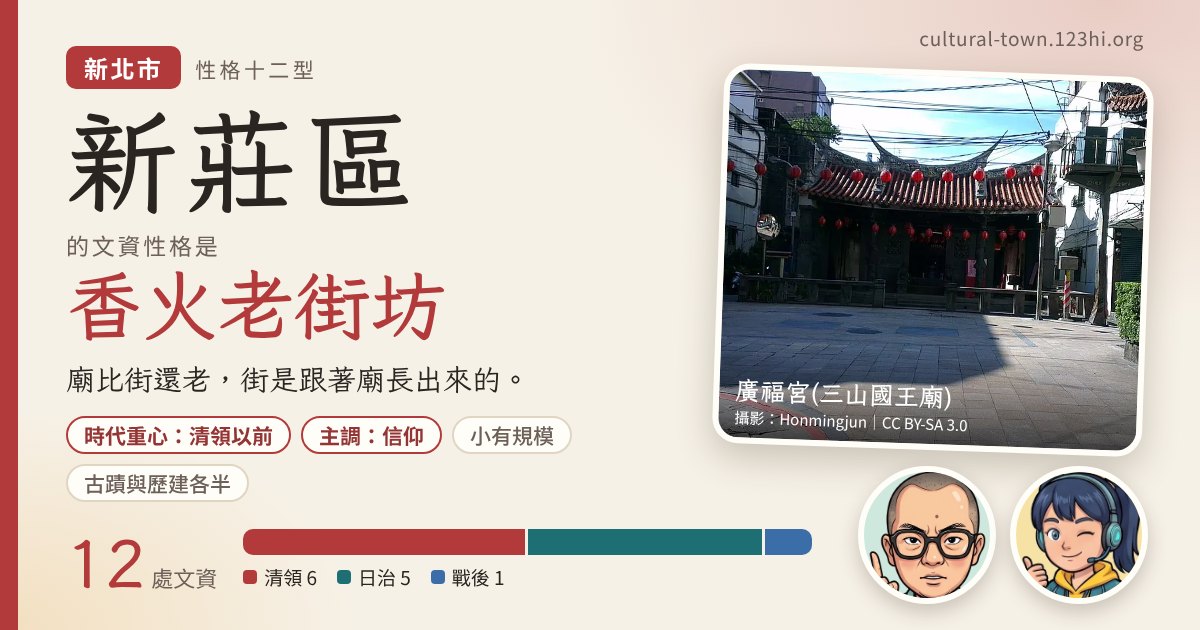 cultural-town.123hi.org
新北市 性格十二型
新莊區
的文資性格是
香火老街坊
廟比街還老，街是跟著廟長出來的。
時代重心：清領以前 主調：信仰 小有規模
古蹟與歷建各半
12 處文資
清領 6 日治 5 戰後 1
廣福宮(三山國王廟)
攝影：Honmingjun｜CC BY-SA 3.0